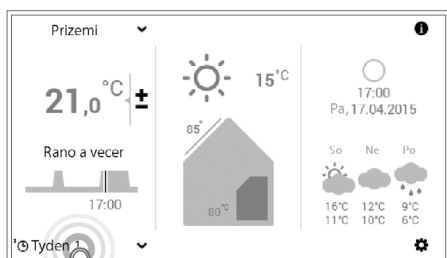 Prizemi
21,0 °C ±
Rano a vecer
17:00
Tyden 1
15°C
85°
80°C
17:00
Pa, 17.04.2015
So Ne Po
16°C 12°C 9°C
11°C 10°C 6°C